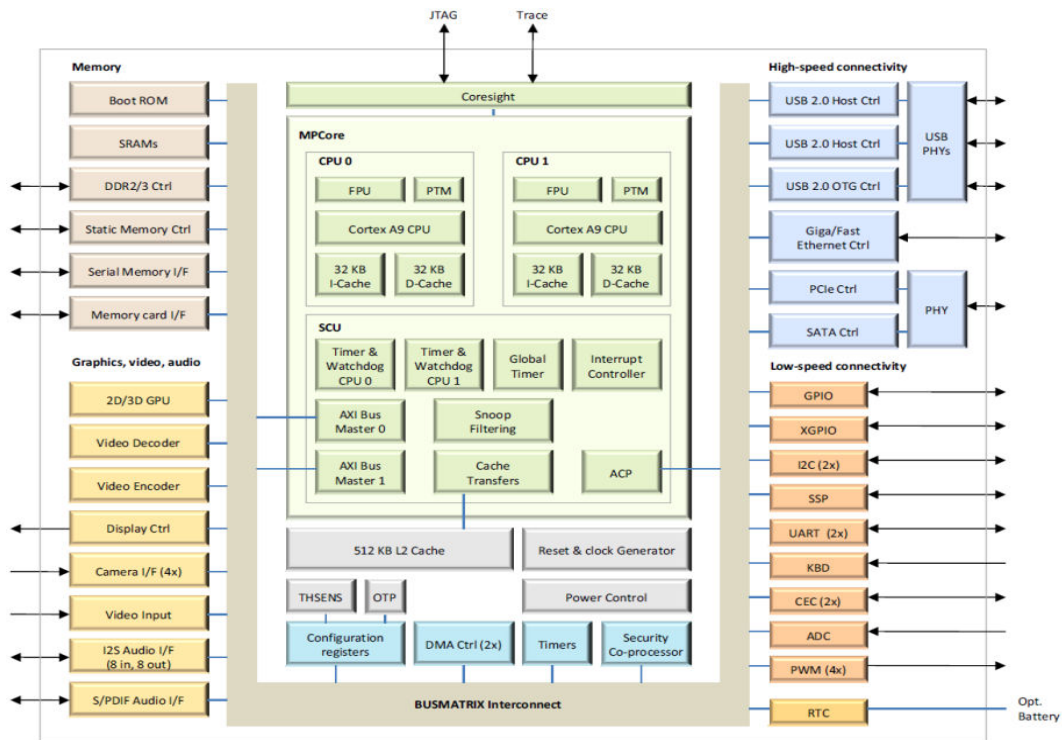 JTAG
Trace
Memory
Boot ROM
SRAMs
DDR2/3 Ctrl
Static Memory Ctrl
Serial Memory I/F
Memory card I/F
Graphics, video, audio
2D/3D GPU
Video Decoder
Video Encoder
Display Ctrl
Camera I/F (4x)
Video Input
I2S Audio I/F
(8 in, 8 out)
S/PDIF Audio I/F
Coresight
MPCore
CPU 0
FPU
PTM
Cortex A9 CPU
32 KB
I-Cache
32 KB
D-Cache
CPU 1
FPU
PTM
Cortex A9 CPU
32 KB
I-Cache
32 KB
D-Cache
SCU
Timer &
Watchdog
CPU 0
Timer &
Watchdog
CPU 1
Global
Timer
Interrupt
Controller
AXI Bus
Master 0
Snoop
Filtering
AXI Bus
Master 1
Cache
Transfers
ACP
512 KB L2 Cache
Reset & clock Generator
THSENS
OTP
Power Control
Configuration
registers
DMA Ctrl (2x)
Timers
Security
Co-processor
BUSMATRIX Interconnect
High-speed connectivity
USB 2.0 Host Ctrl
USB 2.0 Host Ctrl
USB 2.0 OTG Ctrl
USB
PHYs
Giga/Fast
Ethernet Ctrl
PCIe Ctrl
SATA Ctrl
PHY
Low-speed connectivity
GPIO
XGPIO
I2C (2x)
SSP
UART (2x)
KBD
CEC (2x)
ADC
PWM (4x)
RTC
Opt.
Battery